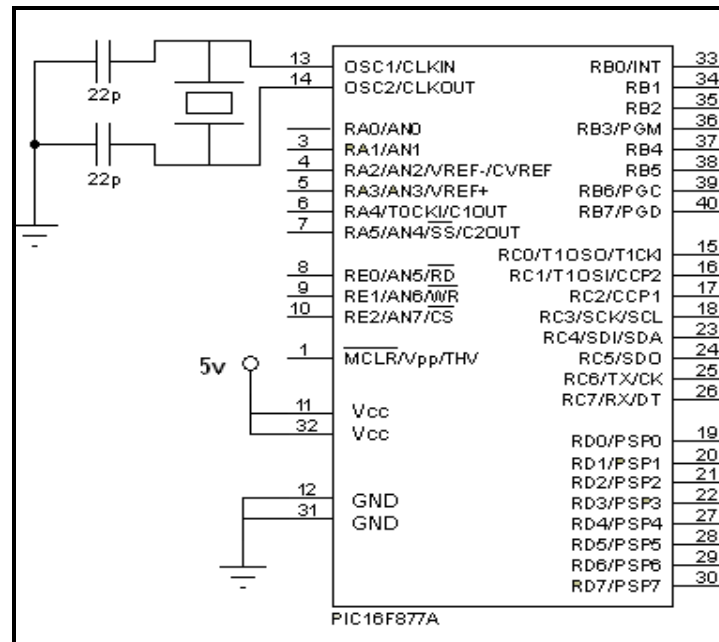 22p
22p
5v
13 OSC1/CLKIN
14 OSC2/CLKOUT
RA0/AN0
3 RA1/AN1
4 RA2/AN2/VREF-/CVREF
5 RA3/AN3/VREF+
6 RA4/T0CKI/C1OUT
7 RA5/AN4/SS/C2OUT
8 RE0/AN5/RD
9 RE1/AN6/WR
10 RE2/AN7/CS
1 MCLR/Vpp/THV
11 Vcc
32 Vcc
12 GND
31 GND
RB0/INT 33
RB1 34
RB2 35
RB3/PGM 36
RB4 37
RB5 38
RB6/PGC 39
RB7/PGD 40
RC0/T1OSO/T1CKI 15
RC1/T1OSI/CCP2 16
RC2/CCP1 17
RC3/SCK/SCL 18
RC4/SDI/SDA 23
RC5/SDO 24
RC6/TX/CK 25
RC7/RX/DT 26
RD0/PSP0 19
RD1/PSP1 20
RD2/PSP2 21
RD3/PSP3 22
RD4/PSP4 27
RD5/PSP5 28
RD6/PSP6 29
RD7/PSP7 30
PIC16F877A